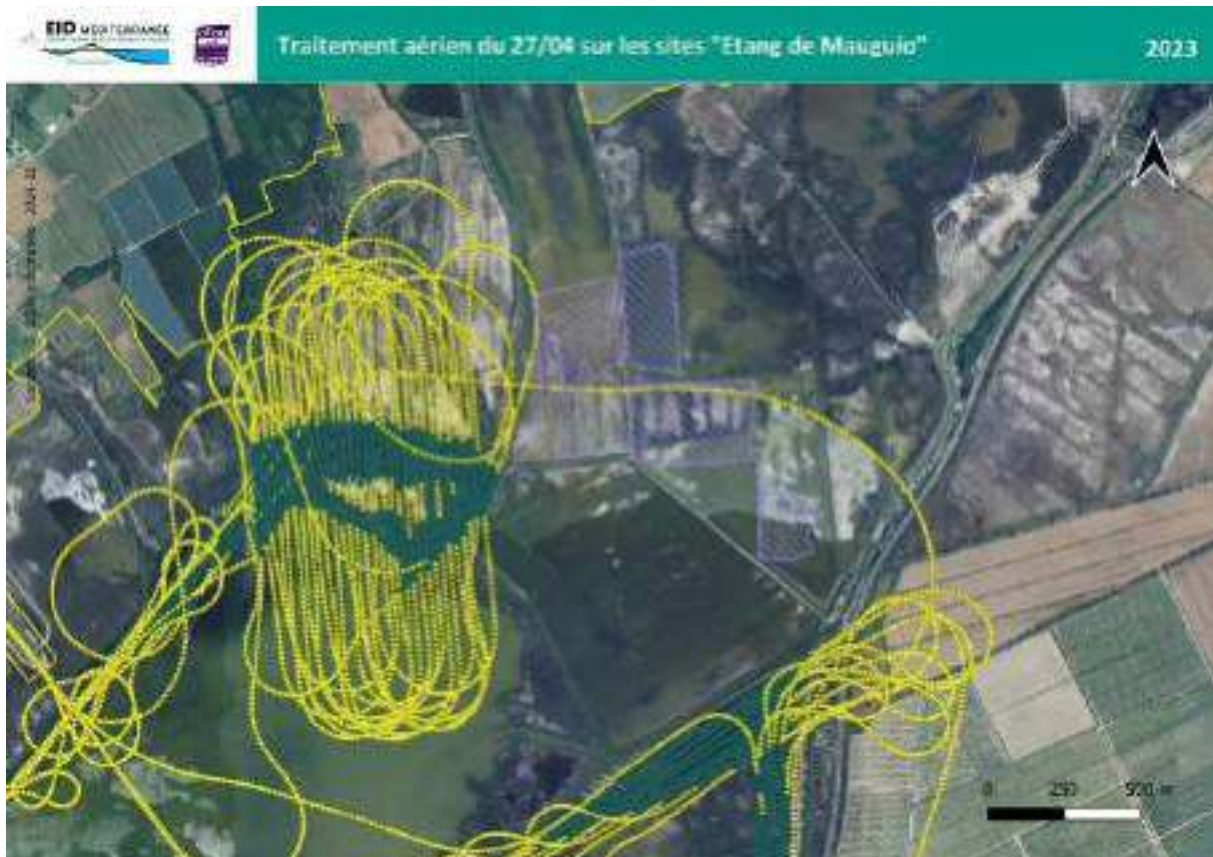 EID MEDITERRANEE
Traitement aérien du 27/04 sur les sites "Etang de Mauguio"
2023
0 250 500 m